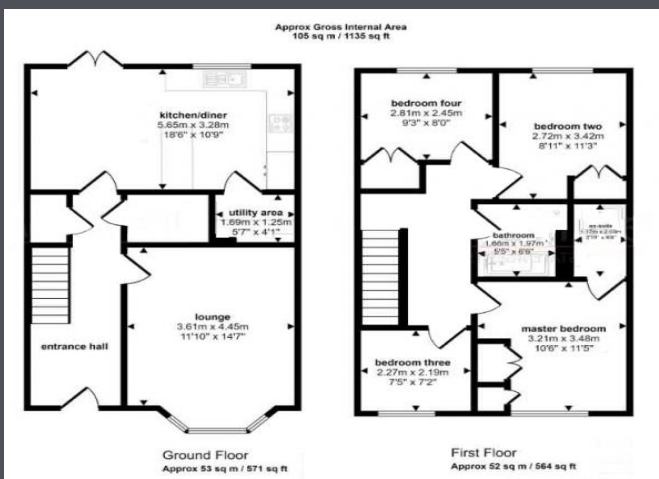 Approx Gross Internal Area
105 sq m / 1135 sq ft
kitchen/diner
5.65m x 3.28m
18'6" x 10'9"
utility area
1.69m x 1.25m
5'7" x 4'1"
lounge
3.61m x 4.45m
11'10" x 14'7"
entrance hall
Ground Floor
Approx 53 sq m / 571 sq ft
bedroom four
2.81m x 2.45m
9'3" x 8'0"
bedroom two
2.72m x 3.42m
8'11" x 11'3"
bathroom
1.66m x 1.97m
5'5" x 6'6"
en-suite
master bedroom
3.21m x 3.48m
10'6" x 11'5"
bedroom three
2.27m x 2.19m
7'5" x 7'2"
First Floor
Approx 52 sq m / 564 sq ft